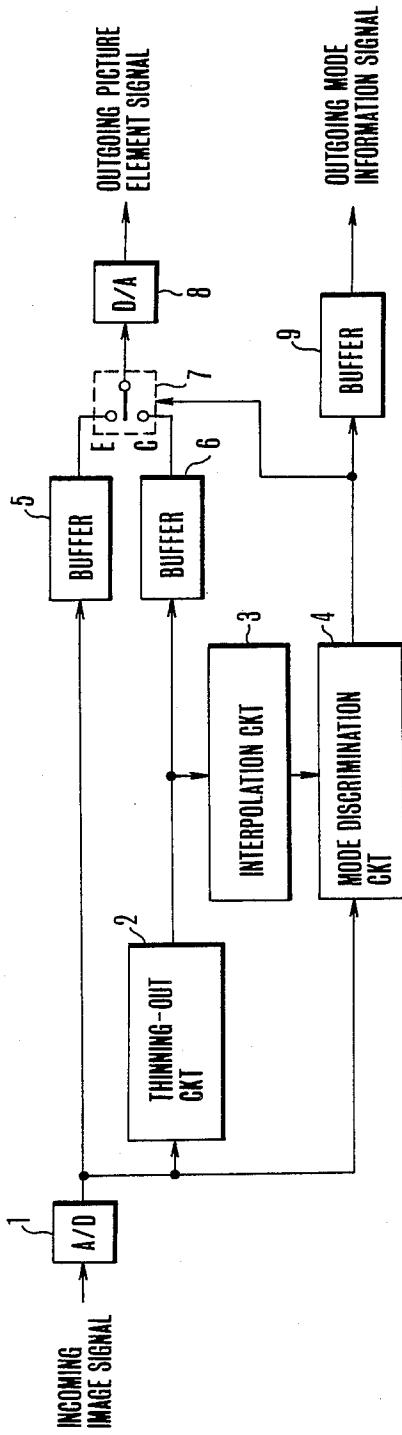 INCOMING
IMAGE SIGNAL
1
A/D
2
THINNING-OUT
CKT
3
INTERPOLATION CKT
4
MODE DISCRIMINATION
CKT
5
BUFFER
6
BUFFER
E
C
7
D/A
8
OUTGOING PICTURE
ELEMENT SIGNAL
9
BUFFER
OUTGOING MODE
INFORMATION SIGNAL